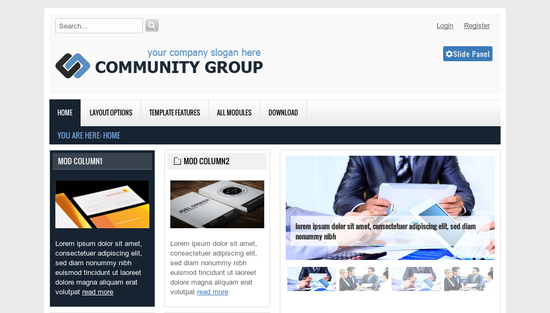 Search...
Login Register
your company slogan here
COMMUNITY GROUP
Slide Panel
HOME LAYOUT OPTIONS TEMPLATE FEATURES ALL MODULES DOWNLOAD
YOU ARE HERE: HOME
MOD COLUMN1
Lorem ipsum dolor sit amet,
consectetuer adipiscing elit,
sed diam nonummy nibh
euismod tincidunt ut laoreet
dolore magna aliquam erat
volutpat read more
MOD COLUMN2
Lorem ipsum dolor sit amet,
consectetuer adipiscing elit,
sed diam nonummy nibh
euismod tincidunt ut laoreet
dolore magna aliquam erat
volutpat read more
lorem ipsum dolor sit amet, consectetuer adipiscing elit, sed diam
nonummy nibh